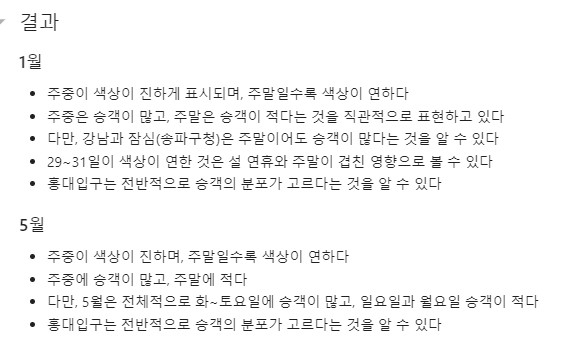 결과
1월
주중이 색상이 진하게 표시되며, 주말일수록 색상이 연하다
주중은 승객이 많고, 주말은 승객이 적다는 것을 직관적으로 표현하고 있다
다만, 강남과 잠심(송파구청)은 주말이어도 승객이 많다는 것을 알 수 있다
29~31일이 색상이 연한 것은 설 연휴와 주말이 겹친 영향으로 볼 수 있다
홍대입구는 전반적으로 승객의 분포가 고르다는 것을 알 수 있다
5월
주중이 색상이 진하며, 주말일수록 색상이 연하다
주중에 승객이 많고, 주말에 적다
다만, 5월은 전체적으로 화~토요일에 승객이 많고, 일요일과 월요일 승객이 적다
홍대입구는 전반적으로 승객의 분포가 고르다는 것을 알 수 있다